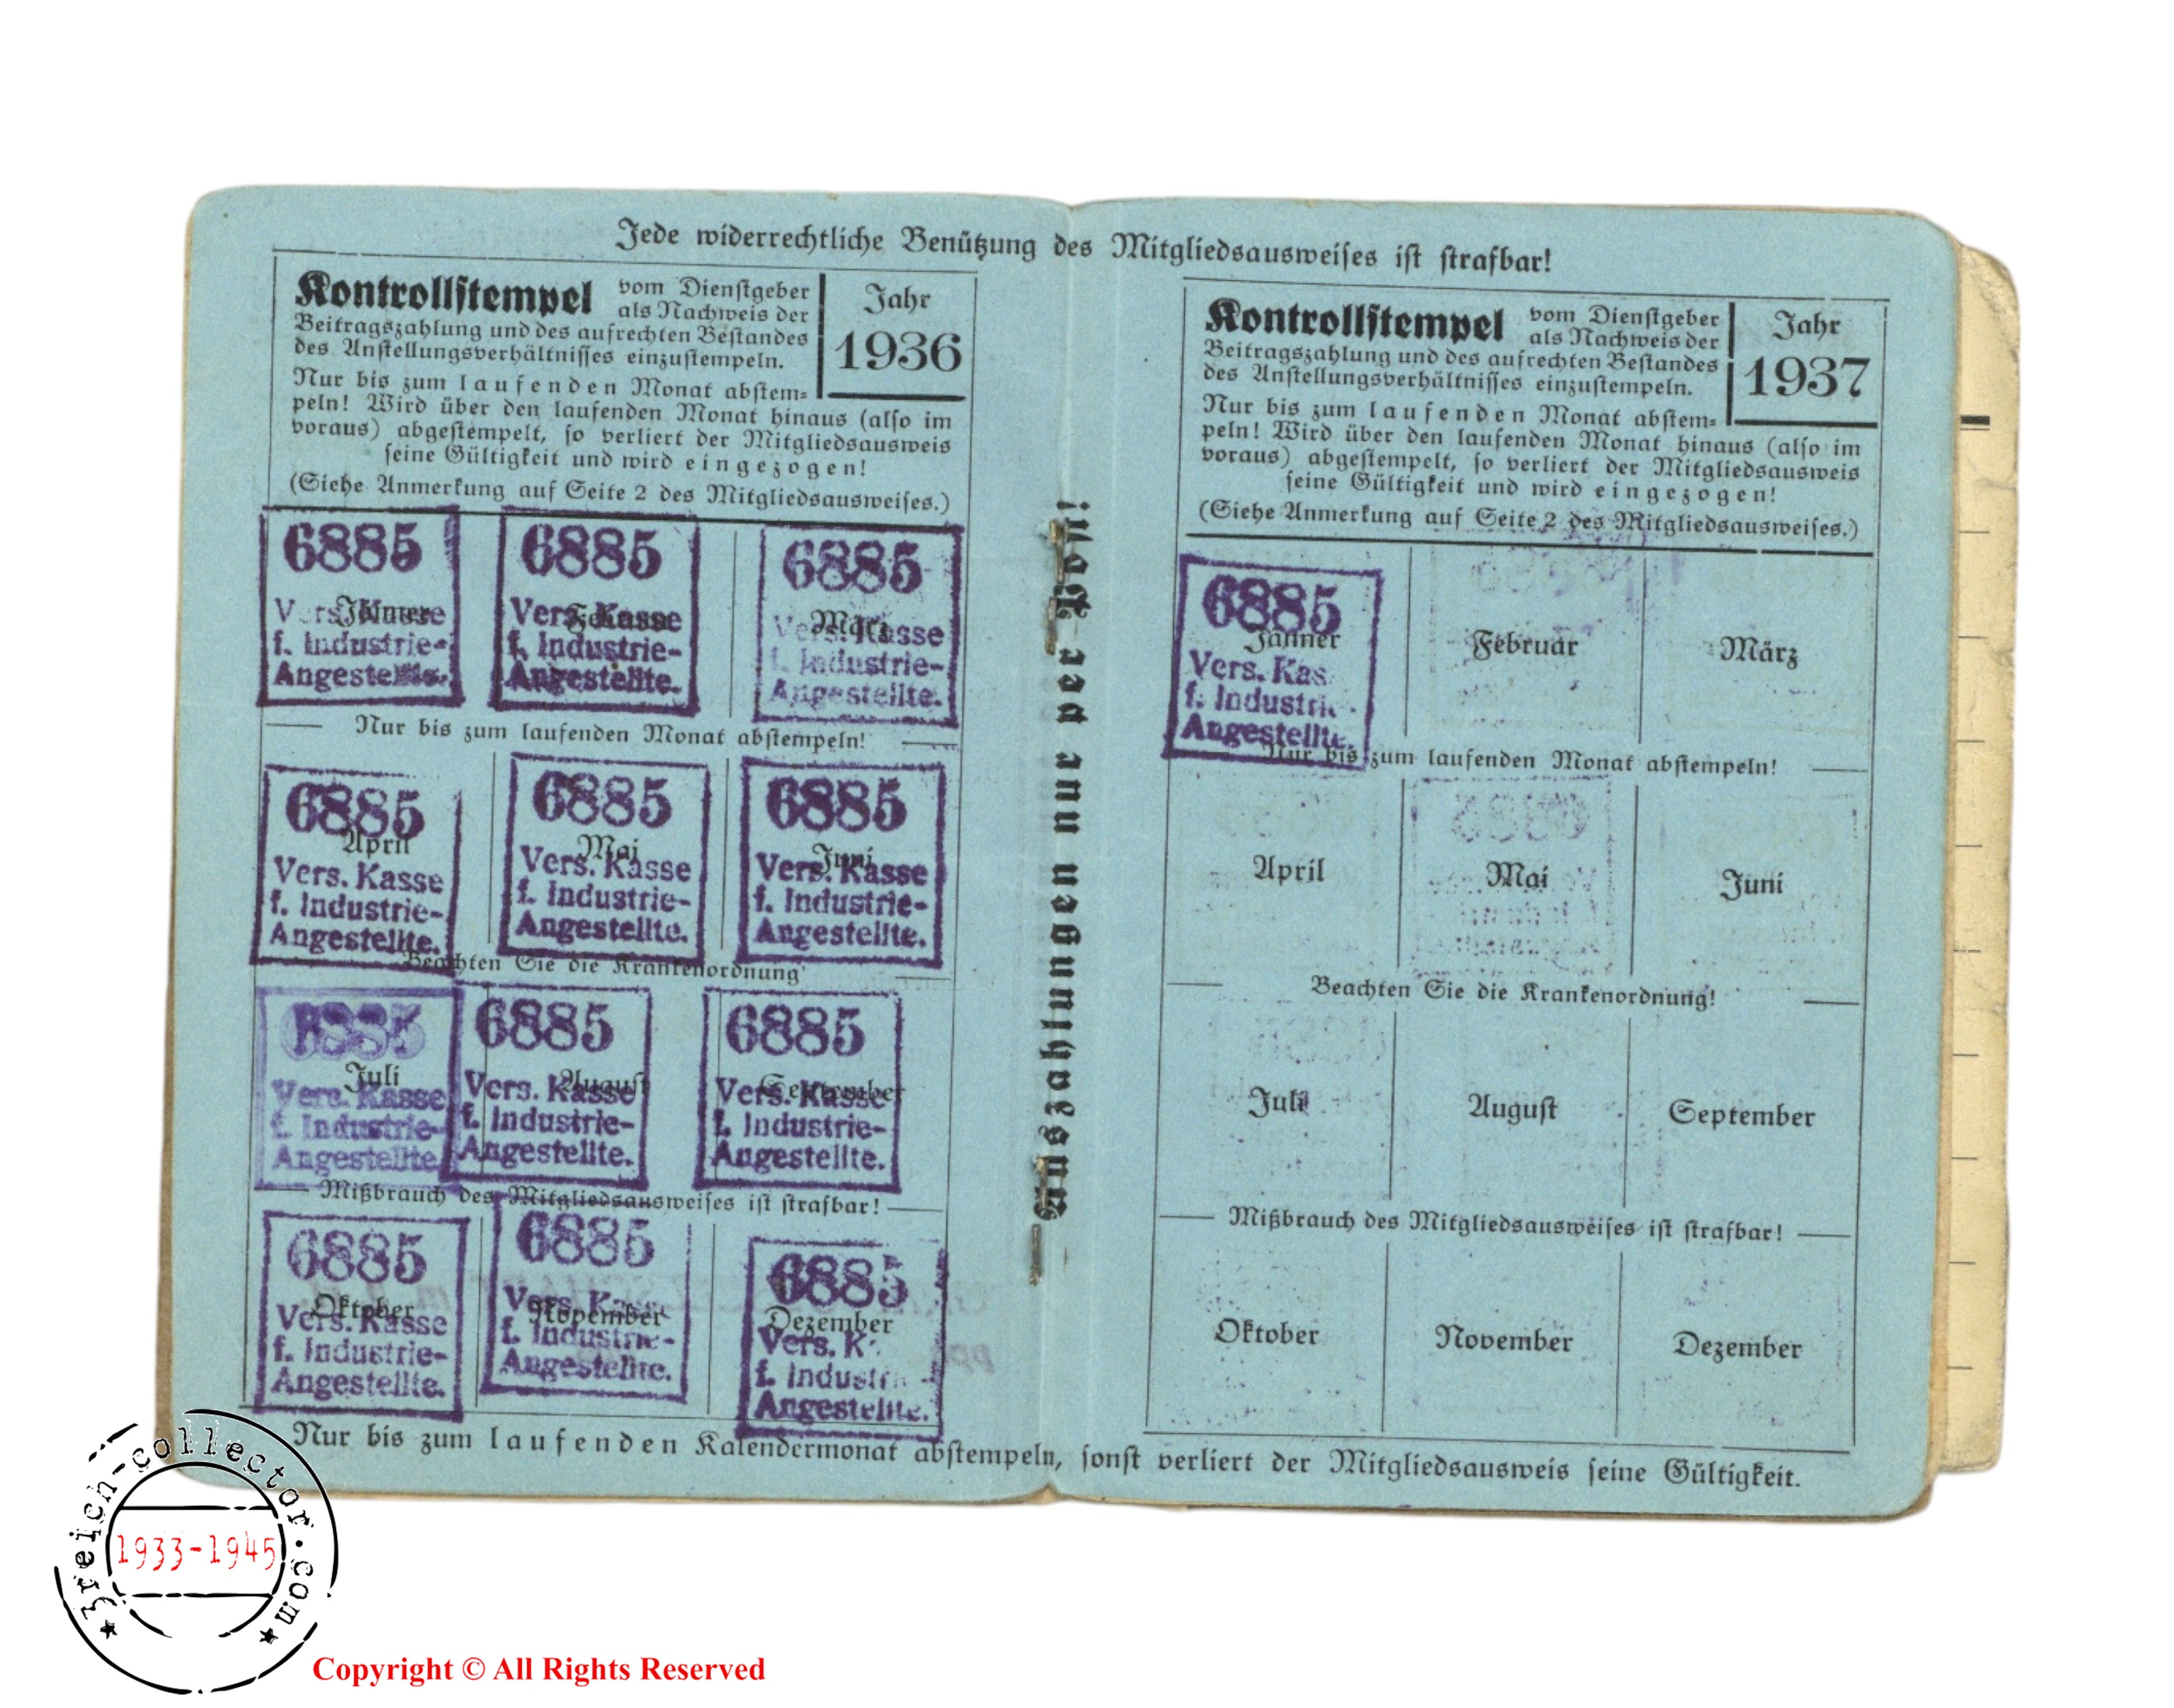 Jede widerrechtliche Benützung des Mitgliedsausweises ist strafbar!
Kontrollstempel vom Dienstgeber
als Nachweis der
Beitragszahlung und des aufrechten Bestandes
des Anstellungsverhältnisses einzustempeln.
Jahr
1936
Nur bis zum laufenden Monat abstem-
peln! Wird über den laufenden Monat hinaus (also im
voraus) abgestempelt, so verliert der Mitgliedsausweis
seine Gültigkeit und wird eingezogen!
(Siehe Anmerkung auf Seite 2 des Mitgliedsausweises.)
6885
Jänner
Vers. Kasse
f. Industrie-
Angestellte.
6885
Februar
Vers. Kasse
f. Industrie-
Angestellte.
6885
März
Vers. Kasse
f. Industrie-
Angestellte.
Nur bis zum laufenden Monat abstempeln!
6885
April
Vers. Kasse
f. Industrie-
Angestellte.
6885
Mai
Vers. Kasse
f. Industrie-
Angestellte.
6885
Juni
Vers. Kasse
f. Industrie-
Angestellte.
Beachten Sie die Krankenordnung!
6885
Juli
Vers. Kasse
f. Industrie-
Angestellte
6885
August
Vers. Kasse
f. Industrie-
Angestellte.
6885
September
Vers. Kasse
f. Industrie-
Angestellte.
Mißbrauch des Mitgliedsausweises ist strafbar!
6885
Oktober
Vers. Kasse
f. Industrie-
Angestellte.
6885
November
Vers. Kasse
f. Industrie-
Angestellte.
6885
Dezember
Vers. K
f. Industri
Angestellte.
Auszahlungen nur per Post!
Kontrollstempel vom Dienstgeber
als Nachweis der
Beitragszahlung und des aufrechten Bestandes
des Anstellungsverhältnisses einzustempeln.
Jahr
1937
Nur bis zum laufenden Monat abstem-
peln! Wird über den laufenden Monat hinaus (also im
voraus) abgestempelt, so verliert der Mitgliedsausweis
seine Gültigkeit und wird eingezogen!
(Siehe Anmerkung auf Seite 2 des Mitgliedsausweises.)
6885
Jänner
Vers. Kas
f. Industri
Angestellte.
Februar
März
Nur bis zum laufenden Monat abstempeln!
April
Mai
Juni
Beachten Sie die Krankenordnung!
Juli
August
September
Mißbrauch des Mitgliedsausweises ist strafbar!
Oktober
November
Dezember
Nur bis zum laufenden Kalendermonat abstempeln, sonst verliert der Mitgliedsausweis seine Gültigkeit.
3reich-collector.com
1933-1945
Copyright © All Rights Reserved